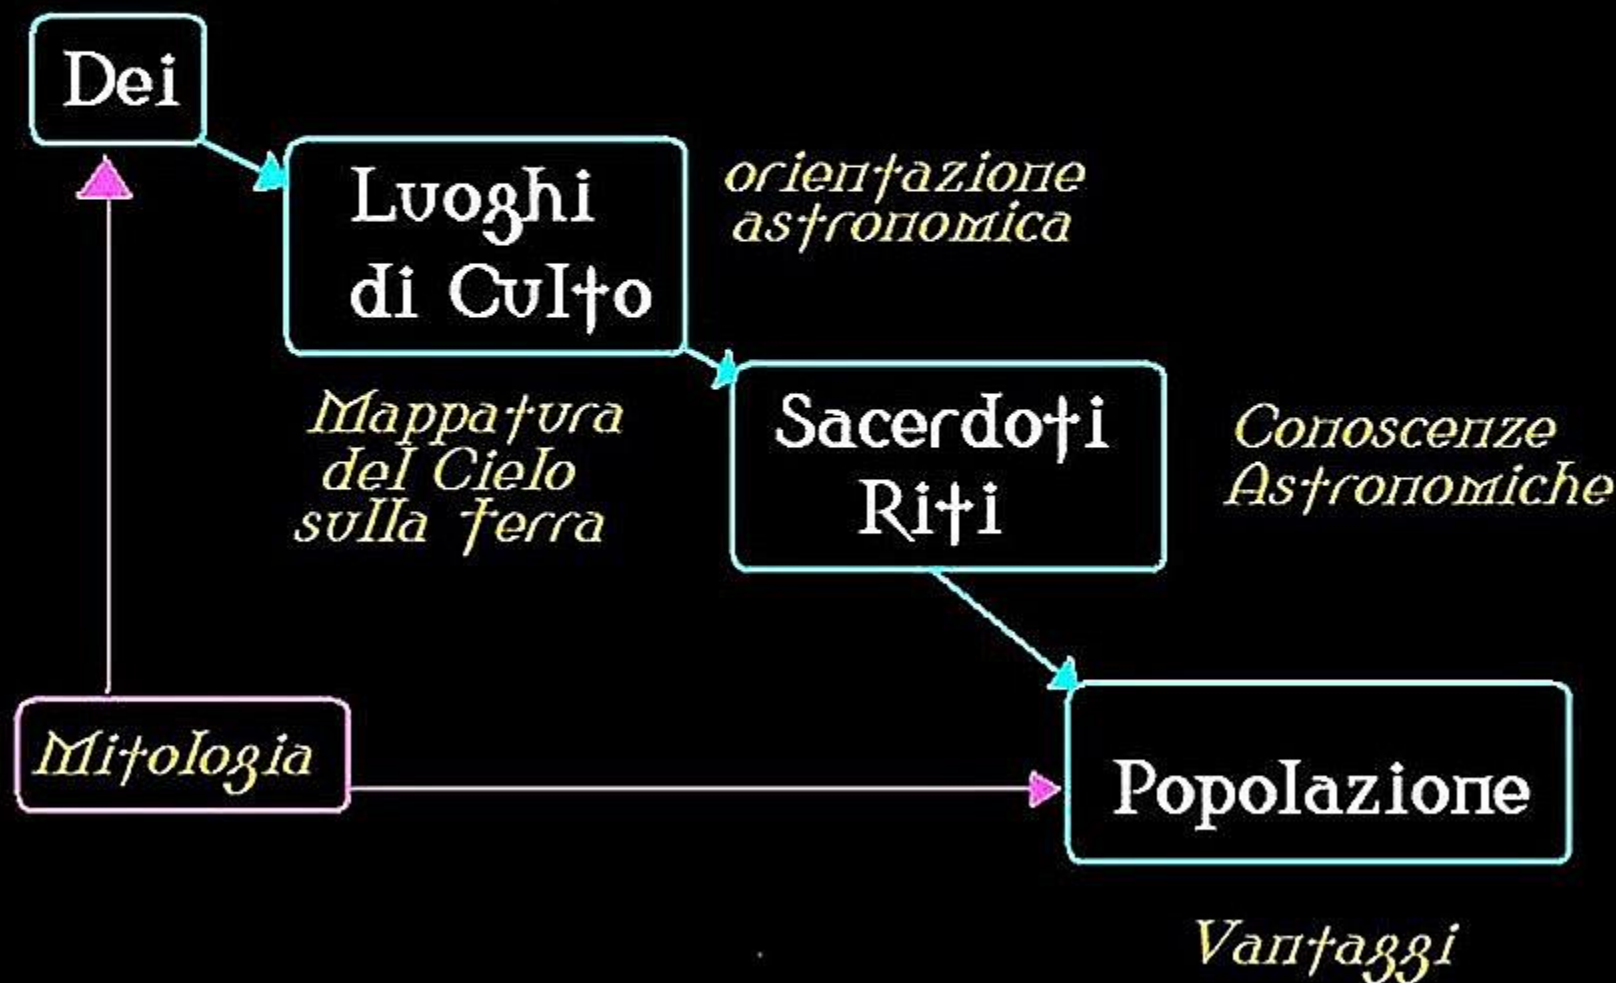 Dei
Luoghi
di Culto
orientazione
astronomica
Mappatura
del Cielo
sulla terra
Sacerdoti
Riti
Conoscenze
Astronomiche
Mitologia
Popolazione
Vantaggi